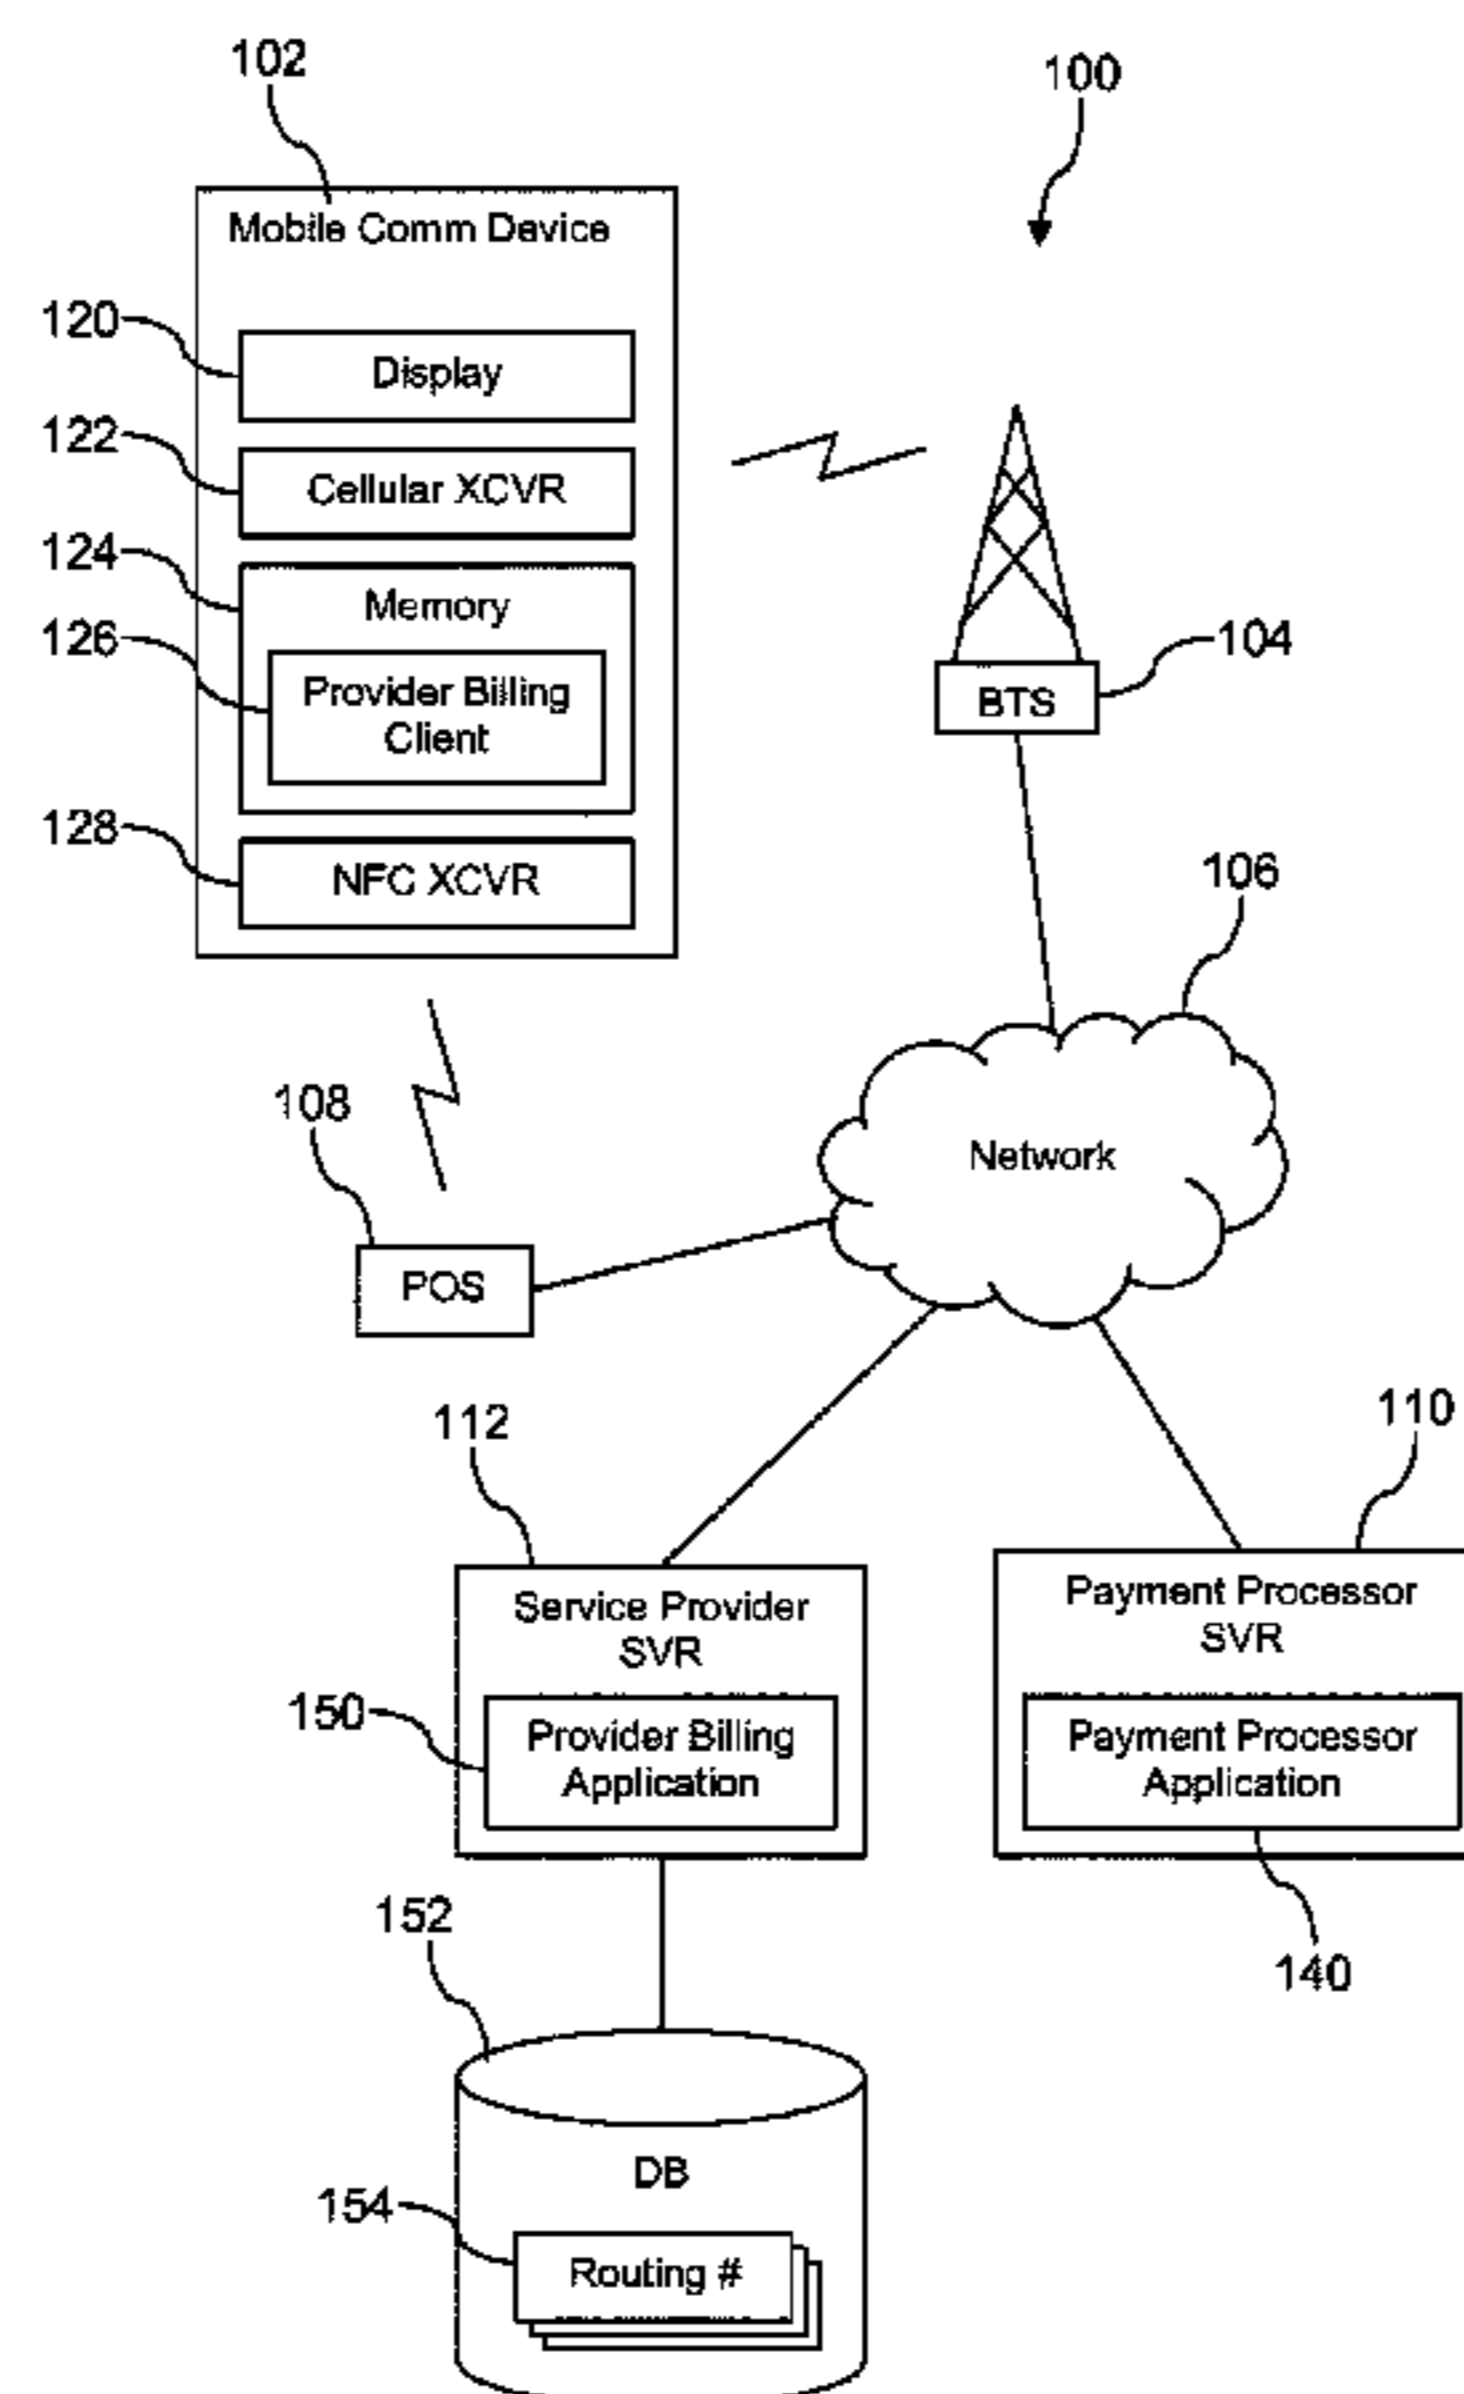 102
100
Mobile Comm Device
120
Display
122
Cellular XCVR
124
Memory
126
Provider Billing
Client
104
BTS
128
NFC XCVR
106
108
Network
POS
112
110
Service Provider
SVR
Payment Processor
SVR
150
Provider Billing
Application
Payment Processor
Application
152
140
DB
154
Routing #